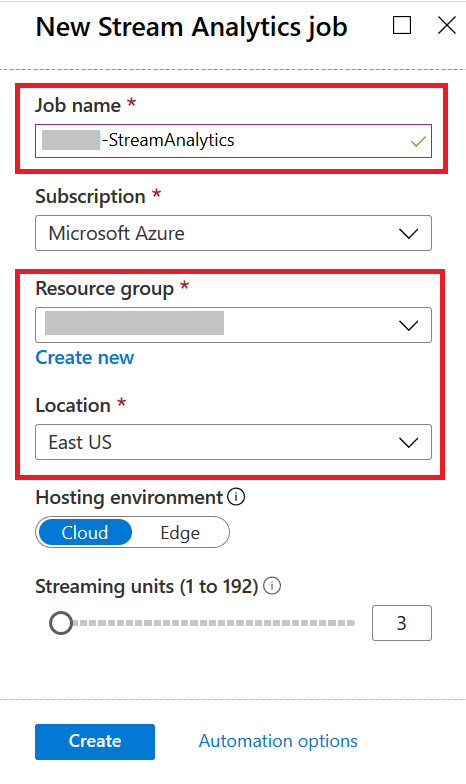 New Stream Analytics job
Job name *
-StreamAnalytics
Subscription *
Microsoft Azure
Resource group *
Create new
Location *
East US
Hosting environment
Cloud Edge
Streaming units (1 to 192)
3
Create Automation options